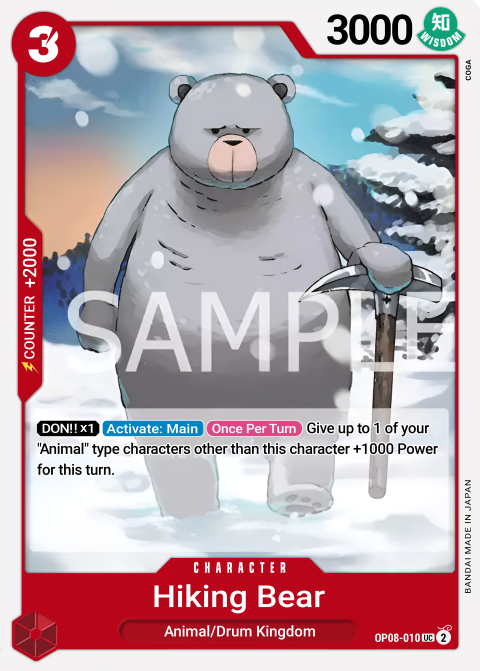 3
3000
知
WISDOM
COGA
COUNTER +2000
SAMPLE
DON!!×1 Activate: Main Once Per Turn Give up to 1 of your
"Animal" type characters other than this character +1000 Power
for this turn.
BANDAI MADE IN JAPAN
CHARACTER
Hiking Bear
Animal/Drum Kingdom
OP08-010 UC 2